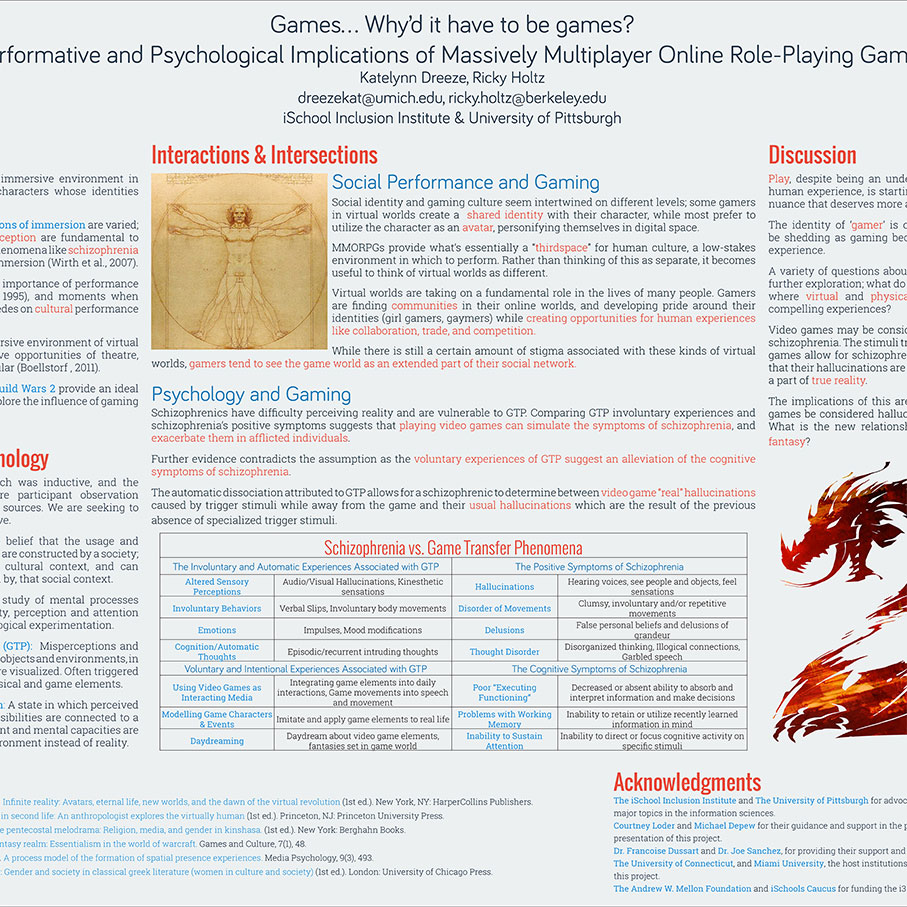 Games... Why'd it have to be games?
rformative and Psychological Implications of Massively Multiplayer Online Role-Playing Gam
Katelynn Dreeze, Ricky Holtz
dreezekat@umich.edu, ricky.holtz@berkeley.edu
iSchool Inclusion Institute & University of Pittsburgh
immersive environment in
characters whose identities
ons of immersion are varied;
ception are fundamental to
enomena like schizophrenia
mmersion (Wirth et al., 2007).
importance of performance
1995), and moments when
edes on cultural performance
rsive environment of virtual
ve opportunities of theatre,
ular (Boellstorf , 2011).
uild Wars 2 provide an ideal
plore the influence of gaming
nology
ch was inductive, and the
re participant observation
sources. We are seeking to
ve.
belief that the usage and
are constructed by a society;
cultural context, and can
by, that social context.
study of mental processes
ty, perception and attention
ogical experimentation.
(GTP): Misperceptions and
objects and environments, in
re visualized. Often triggered
sical and game elements.
n: A state in which perceived
sibilities are connected to a
nt and mental capacities are
ronment instead of reality.
Interactions & Intersections
Social Performance and Gaming
Social identity and gaming culture seem intertwined on different levels; some gamers
in virtual worlds create a shared identity with their character, while most prefer to
utilize the character as an avatar, personifying themselves in digital space.
MMORPGs provide what's essentially a "thirdspace" for human culture, a low-stakes
environment in which to perform. Rather than thinking of this as separate, it becomes
useful to think of virtual worlds as different.
Virtual worlds are taking on a fundamental role in the lives of many people. Gamers
are finding communities in their online worlds, and developing pride around their
identities (girl gamers, gaymers) while creating opportunities for human experiences
like collaboration, trade, and competition.
While there is still a certain amount of stigma associated with these kinds of virtual
worlds, gamers tend to see the game world as an extended part of their social network.
Psychology and Gaming
Schizophrenics have difficulty perceiving reality and are vulnerable to GTP. Comparing GTP involuntary experiences and
schizophrenia's positive symptoms suggests that playing video games can simulate the symptoms of schizophrenia, and
exacerbate them in afflicted individuals.
Further evidence contradicts the assumption as the voluntary experiences of GTP suggest an alleviation of the cognitive
symptoms of schizophrenia.
The automatic dissociation attributed to GTP allows for a schizophrenic to determine between video game "real" hallucinations
caused by trigger stimuli while away from the game and their usual hallucinations which are the result of the previous
absence of specialized trigger stimuli.
Schizophrenia vs. Game Transfer Phenomena
The Involuntary and Automatic Experiences Associated with GTP The Positive Symptoms of Schizophrenia
Altered Sensory Perceptions Audio/Visual Hallucinations, Kinesthetic sensations Hallucinations Hearing voices, see people and objects, feel sensations
Involuntary Behaviors Verbal Slips, Involuntary body movements Disorder of Movements Clumsy, involuntary and/or repetitive movements
Emotions Impulses, Mood modifications Delusions False personal beliefs and delusions of grandeur
Cognition/Automatic Thoughts Episodic/recurrent intruding thoughts Thought Disorder Disorganized thinking, Illogical connections, Garbled speech
Voluntary and Intentional Experiences Associated with GTP The Cognitive Symptoms of Schizophrenia
Using Video Games as Interacting Media Integrating game elements into daily interactions, Game movements into speech and movement Poor "Executing Functioning" Decreased or absent ability to absorb and interpret information and make decisions
Modelling Game Characters & Events Imitate and apply game elements to real life Problems with Working Memory Inability to retain or utilize recently learned information in mind
Daydreaming Daydream about video game elements, fantasies set in game world Inability to Sustain Attention Inability to direct or focus cognitive activity on specific stimuli
Discussion
Play, despite being an unde
human experience, is startin
nuance that deserves more a
The identity of 'gamer' is c
be shedding as gaming bec
experience.
A variety of questions abou
further exploration; what do
where virtual and physica
compelling experiences?
Video games may be consid
schizophrenia. The stimuli tr
games allow for schizophre
that their hallucinations are
a part of true reality.
The implications of this are
games be considered halluc
What is the new relationsh
fantasy?
Infinite reality: Avatars, eternal life, new worlds, and the dawn of the virtual revolution (1st ed.). New York, NY: HarperCollins Publishers.
in second life: An anthropologist explores the virtually human (1st ed.). Princeton, NJ: Princeton University Press.
e pentecostal melodrama: Religion, media, and gender in kinshasa. (1st ed.). New York: Berghahn Books.
ntasy realm: Essentialism in the world of warcraft. Games and Culture, 7(1), 48.
A process model of the formation of spatial presence experiences. Media Psychology, 9(3), 493.
: Gender and society in classical greek literature (women in culture and society) (1st ed.). London: University of Chicago Press.
Acknowledgments
The iSchool Inclusion Institute and The University of Pittsburgh for advoc
major topics in the information sciences.
Courtney Loder and Michael Depew for their guidance and support in the p
presentation of this project.
Dr. Francoise Dussart and Dr. Joe Sanchez, for providing their support and
The University of Connecticut, and Miami University, the host institutions
this project.
The Andrew W. Mellon Foundation and iSchools Caucus for funding the i3